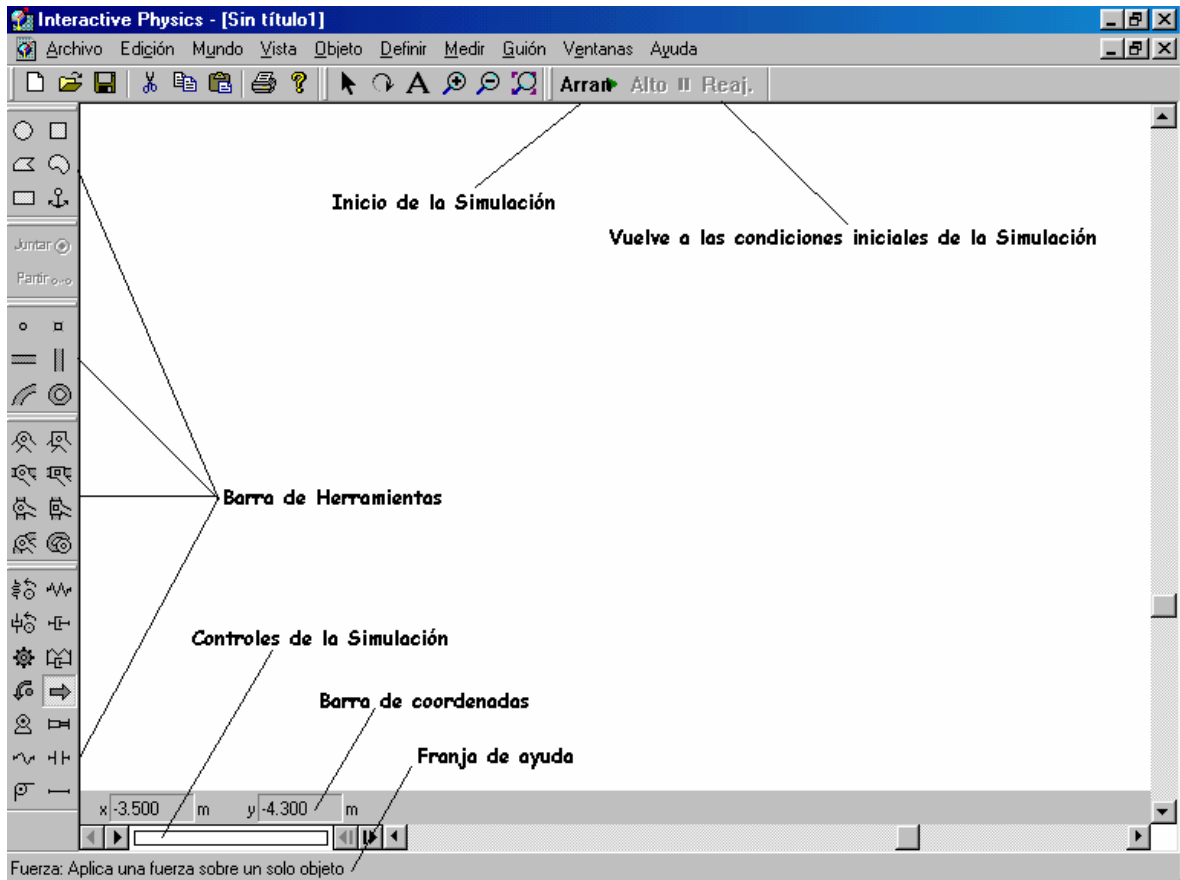 Interactive Physics - [Sin título1]
Archivo Edición Mundo Vista Objeto Definir Medir Guión Ventanas Ayuda
A Arran Alto Reaj.
Inicio de la Simulación
Vuelve a las condiciones iniciales de la Simulación
Juntar
Partir
Barra de Herramientas
Controles de la Simulación
Barra de coordenadas
Franja de ayuda
x -3.500 m y -4.300 m
Fuerza: Aplica una fuerza sobre un solo objeto